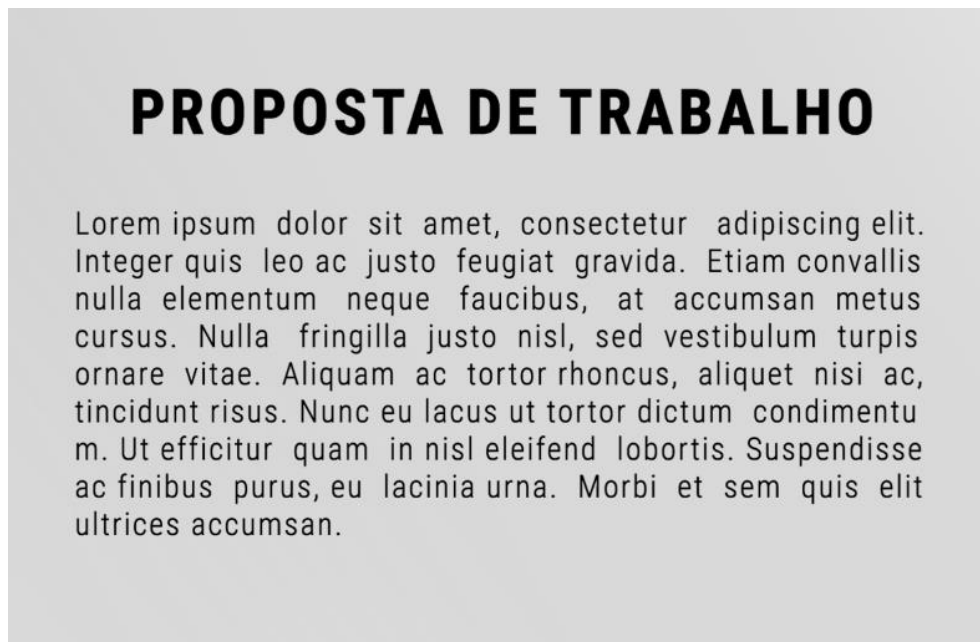 PROPOSTA DE TRABALHO
Lorem ipsum dolor sit amet, consectetur adipiscing elit.
Integer quis leo ac justo feugiat gravida. Etiam convallis
nulla elementum neque faucibus, at accumsan metus
cursus. Nulla fringilla justo nisl, sed vestibulum turpis
ornare vitae. Aliquam ac tortor rhoncus, aliquet nisi ac,
tincidunt risus. Nunc eu lacus ut tortor dictum condimentu
m. Ut efficitur quam in nisl eleifend lobortis. Suspendisse
ac finibus purus, eu lacinia urna. Morbi et sem quis elit
ultrices accumsan.